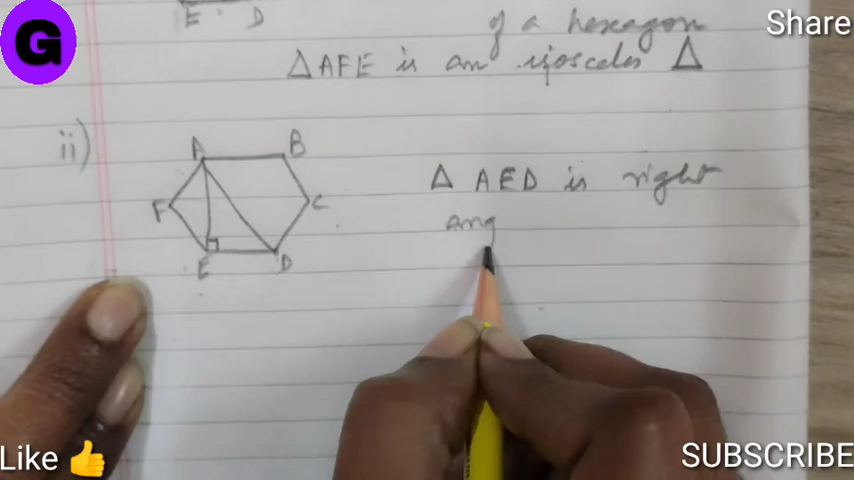 G
Share
E D
of a hexagon
△AFE is an isosceles △
ii)
A
B
F
C
E
D
△ AED is right
ang
Like 👍
SUBSCRIBE